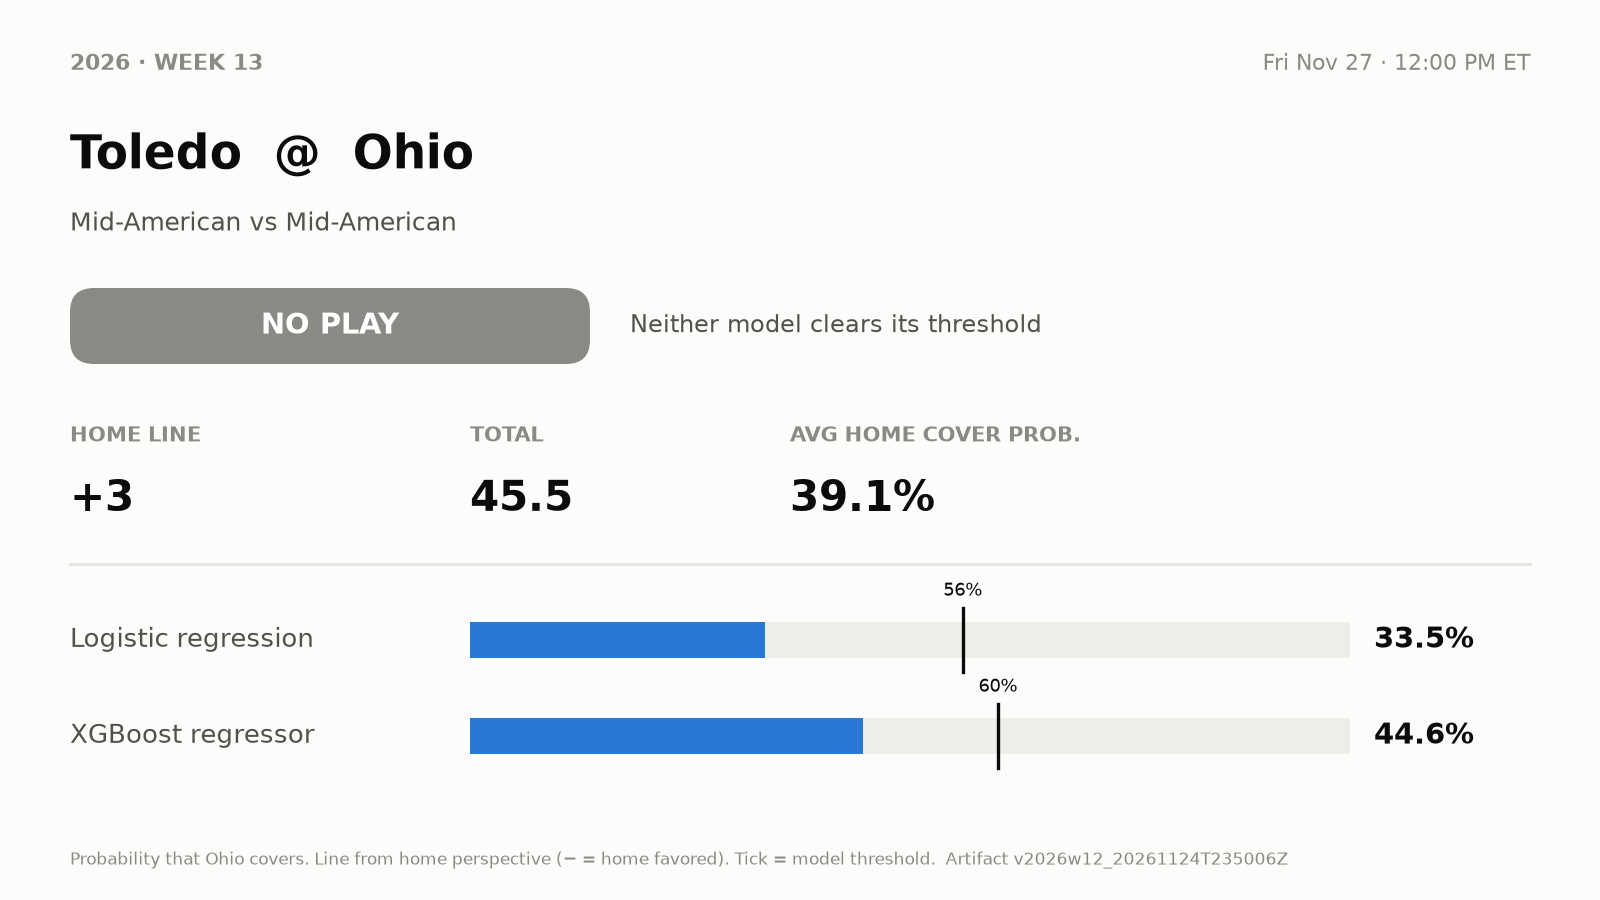 2026 · WEEK 13
Fri Nov 27 · 12:00 PM ET
Toledo @ Ohio
Mid-American vs Mid-American
NO PLAY
Neither model clears its threshold
HOME LINE
TOTAL
AVG HOME COVER PROB.
+3
45.5
39.1%
56%
Logistic regression
33.5%
60%
XGBoost regressor
44.6%
Probability that Ohio covers. Line from home perspective (− = home favored). Tick = model threshold.  Artifact v2026w12_20261124T235006Z